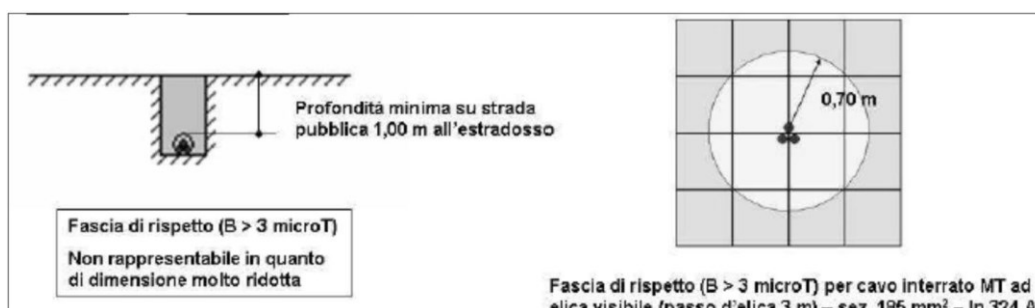 Profondità minima su strada
pubblica 1,00 m all'estradosso
Fascia di rispetto (B > 3 microT)
Non rappresentabile in quanto
di dimensione molto ridotta
0,70 m
Fascia di rispetto (B > 3 microT) per cavo interrato MT ad
elica visibile (passo d'elica 3 m) – sez. 185 mm² – In 324